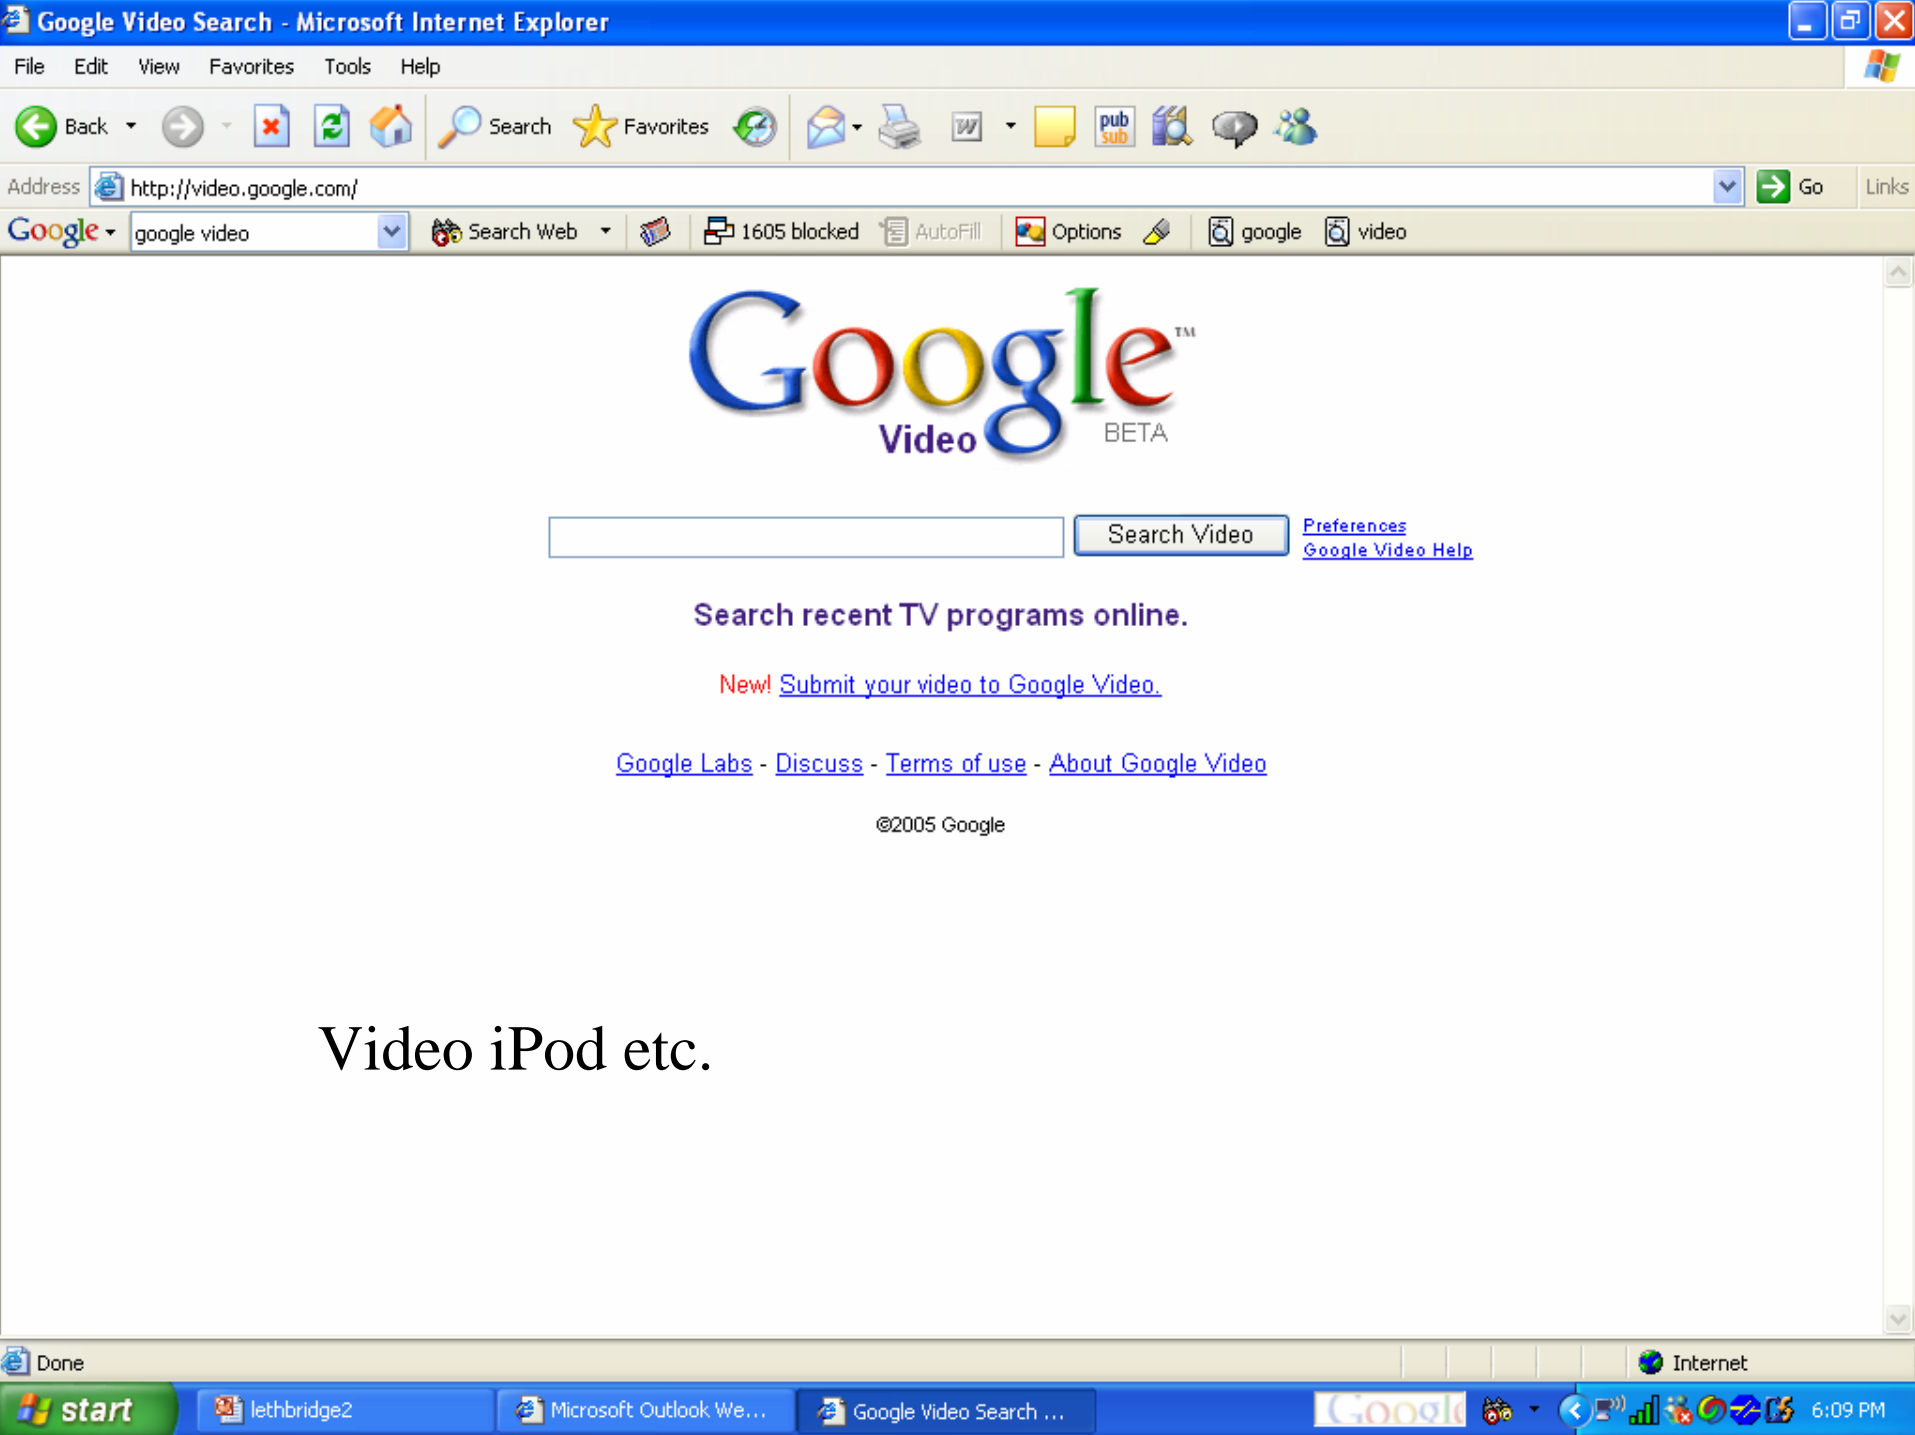 Google Video Search - Microsoft Internet Explorer
File Edit View Favorites Tools Help
Back Search Favorites W pub sub
Address http://video.google.com/ Go Links
Google google video Search Web 1605 blocked AutoFill Options google video
Google™
Video BETA
Search Video Preferences
Google Video Help
Search recent TV programs online.
New! Submit your video to Google Video.
Google Labs - Discuss - Terms of use - About Google Video
©2005 Google
Video iPod etc.
Done Internet
start lethbridge2 Microsoft Outlook We... Google Video Search ... Google 6:09 PM